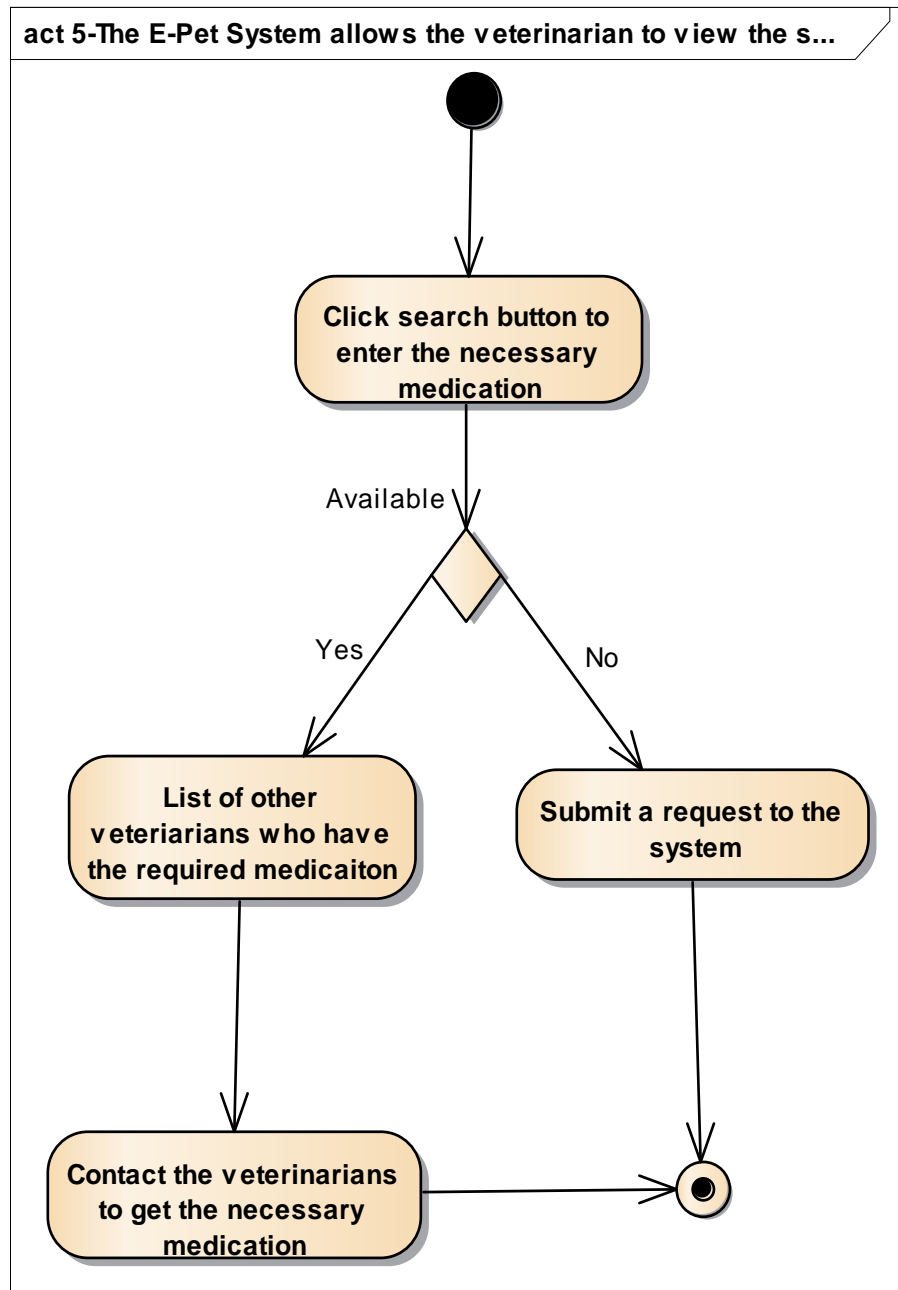 act 5-The E-Pet System allows the veterinarian to view the s...
Click search button to
enter the necessary
medication
Available
Yes
No
List of other
veteriarians who have
the required medicaiton
Submit a request to the
system
Contact the veterinarians
to get the necessary
medication